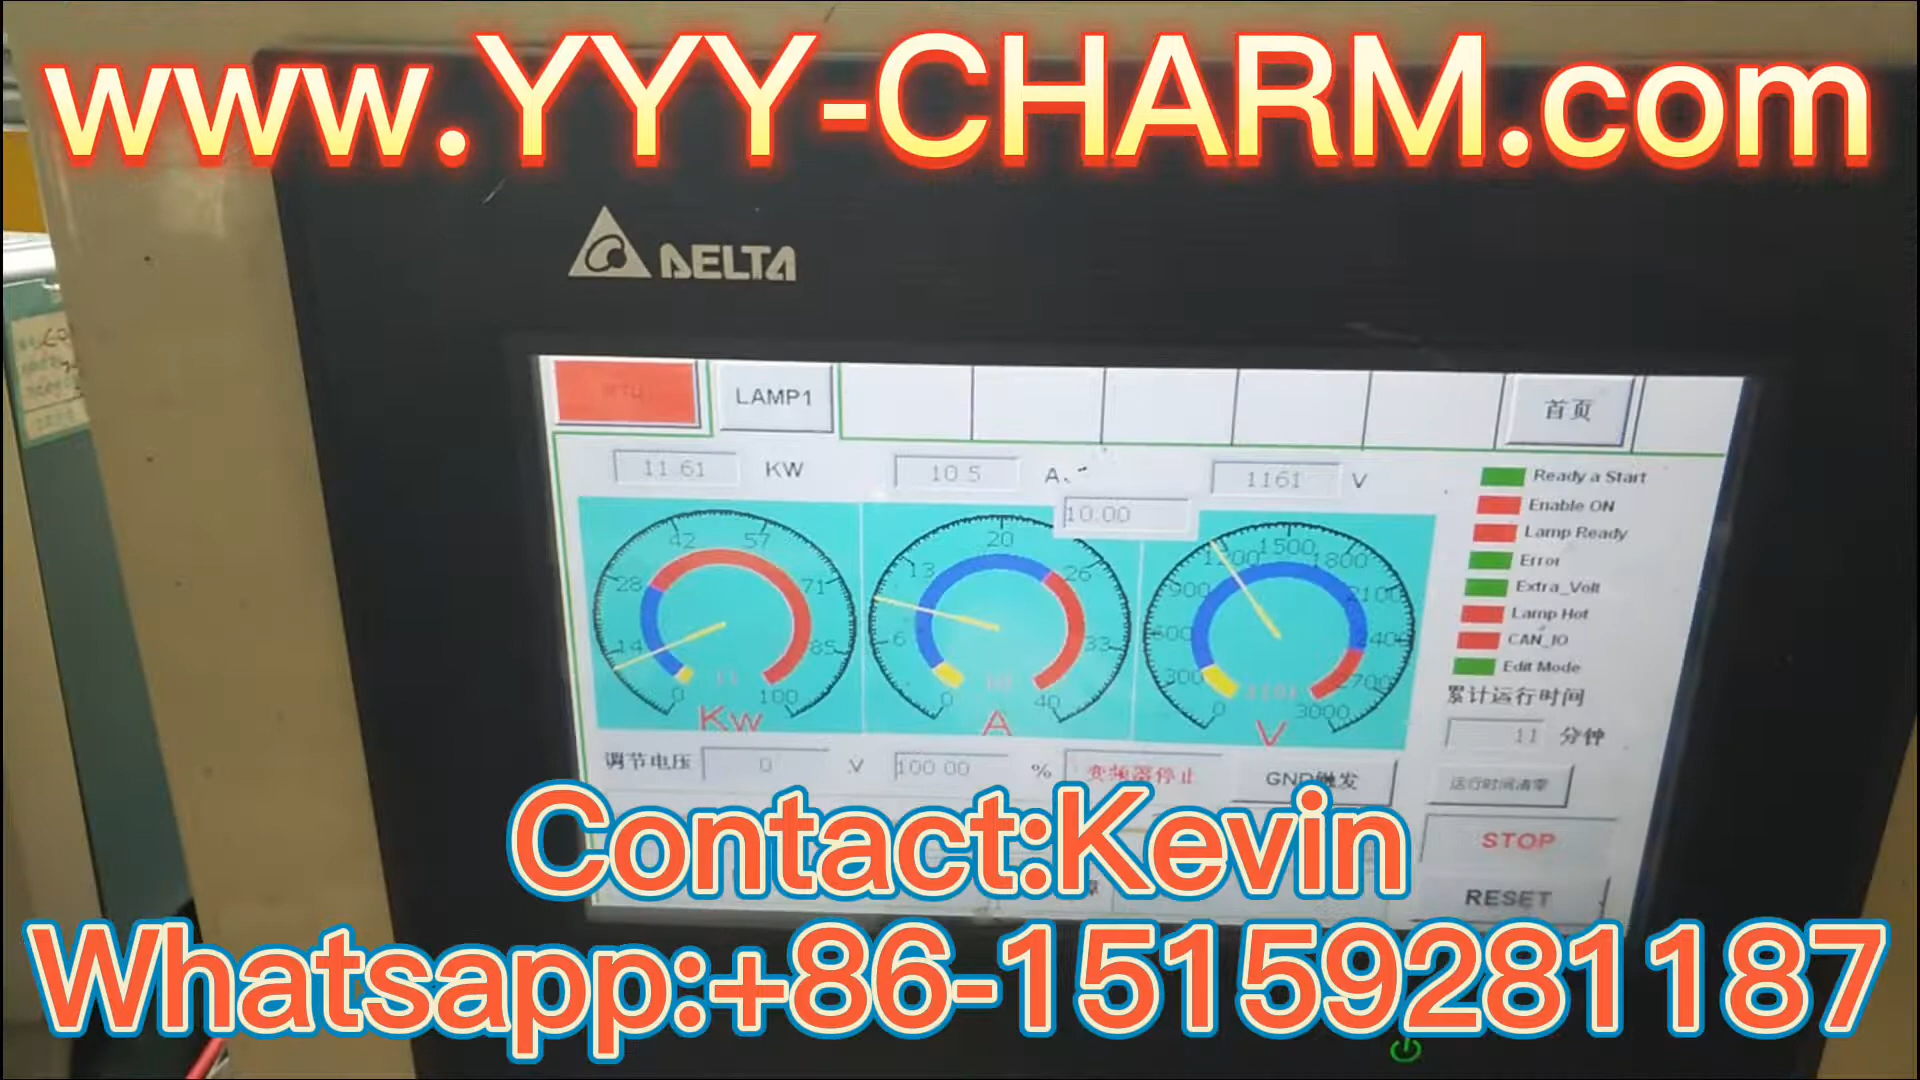 www.YYY-CHARM.com
DELTA
LAMP1
首页
11.61 KW
10.5 A
1161 V
10.00
Ready a Start
Enable ON
Lamp Ready
Error
Extra_Volt
Lamp Hot
CAN_IO
Edit Mode
0 14 28 42 57 71 85 100
Kw
0 6 13 20 26 33 40
A
0 300 600 900 1200 1500 1800 2100 2400 2700 3000
V
累计运行时间
11 分钟
调节电压 0 V
100.00 %
变频器停止
GND触发
运行时间清零
STOP
RESET
Contact:Kevin
Whatsapp:+86-15159281187